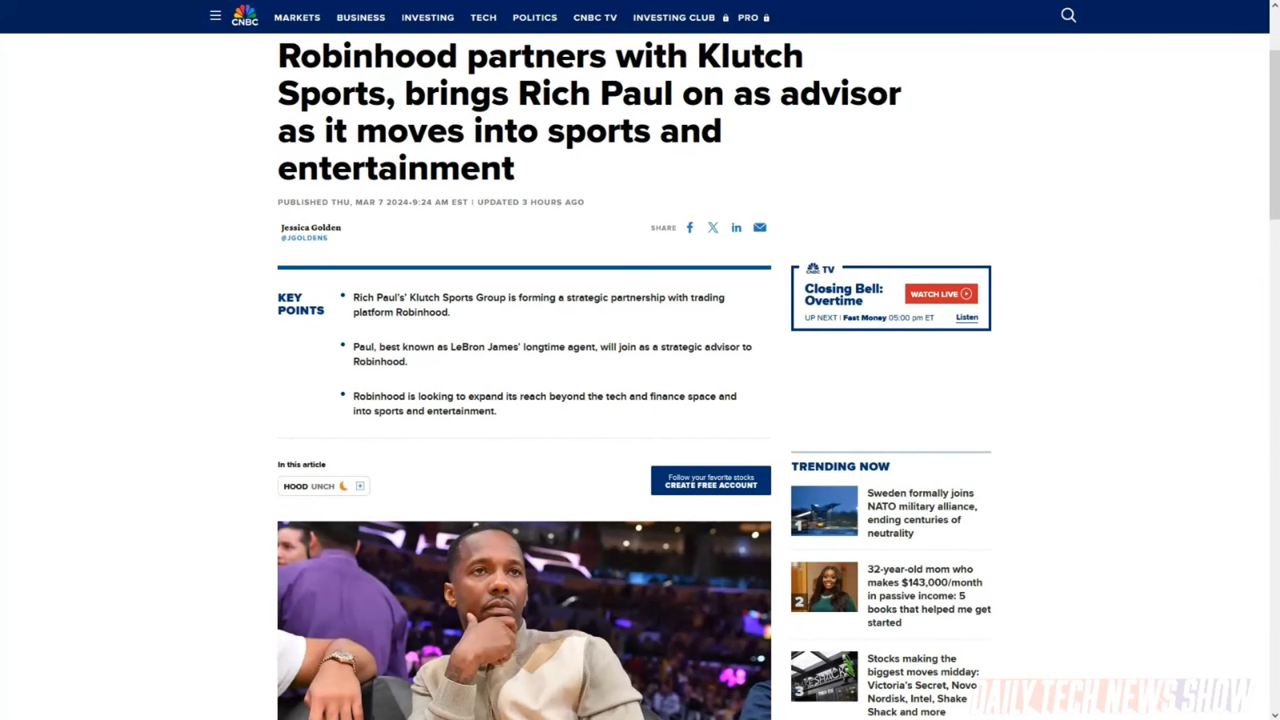 CNBC
MARKETS
BUSINESS
INVESTING
TECH
POLITICS
CNBC TV
INVESTING CLUB
PRO
Robinhood partners with Klutch
Sports, brings Rich Paul on as advisor
as it moves into sports and
entertainment
PUBLISHED THU, MAR 7 2024•9:24 AM EST | UPDATED 3 HOURS AGO
Jessica Golden
@JGOLDEN5
SHARE
KEY
POINTS
Rich Paul's' Klutch Sports Group is forming a strategic partnership with trading
platform Robinhood.
Paul, best known as LeBron James' longtime agent, will join as a strategic advisor to
Robinhood.
Robinhood is looking to expand its reach beyond the tech and finance space and
into sports and entertainment.
In this article
HOOD UNCH
Follow your favorite stocks
CREATE FREE ACCOUNT
TV
Closing Bell:
Overtime
WATCH LIVE
UP NEXT | Fast Money 05:00 pm ET
Listen
TRENDING NOW
1
Sweden formally joins
NATO military alliance,
ending centuries of
neutrality
2
32-year-old mom who
makes $143,000/month
in passive income: 5
books that helped me get
started
3
Stocks making the
biggest moves midday:
Victoria's Secret, Novo
Nordisk, Intel, Shake
Shack and more
DAILY TECH NEWS SHOW